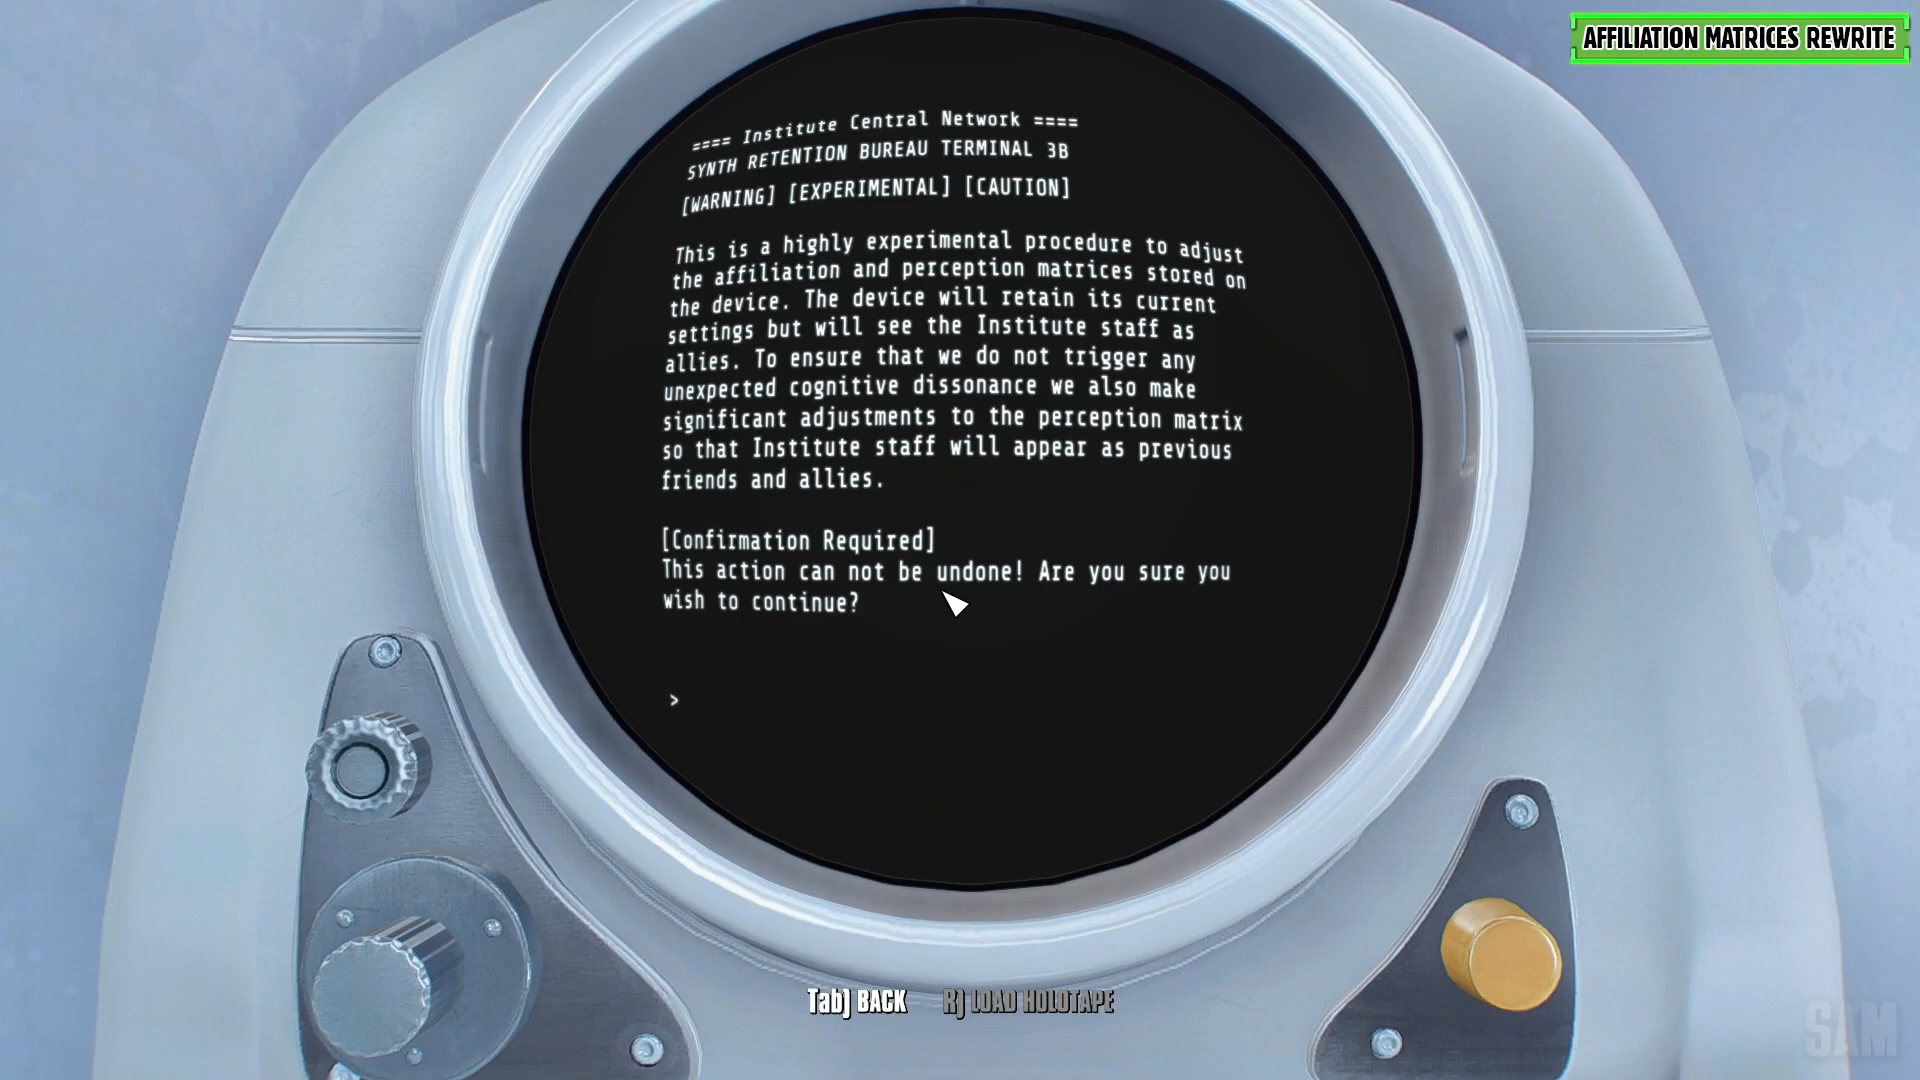 AFFILIATION MATRICES REWRITE
==== Institute Central Network ====
SYNTH RETENTION BUREAU TERMINAL 3B
[WARNING] [EXPERIMENTAL] [CAUTION]
This is a highly experimental procedure to adjust
the affiliation and perception matrices stored on
the device. The device will retain its current
settings but will see the Institute staff as
allies. To ensure that we do not trigger any
unexpected cognitive dissonance we also make
significant adjustments to the perception matrix
so that Institute staff will appear as previous
friends and allies.
[Confirmation Required]
This action can not be undone! Are you sure you
wish to continue?
>
Tab) BACK R) LOAD HOLOTAPE
SAM